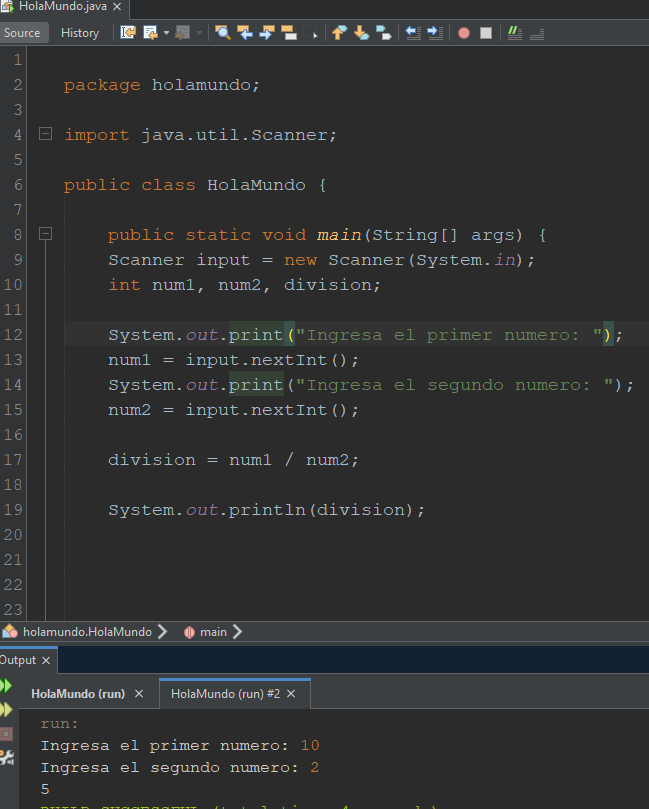 HolaMundo.java ×
Source History
1
2 package holamundo;
3
4 import java.util.Scanner;
5
6 public class HolaMundo {
7
8 public static void main(String[] args) {
9 Scanner input = new Scanner(System.in);
10 int num1, num2, division;
11
12 System.out.print("Ingresa el primer numero: ");
13 num1 = input.nextInt();
14 System.out.print("Ingresa el segundo numero: ");
15 num2 = input.nextInt();
16
17 division = num1 / num2;
18
19 System.out.println(division);
20
21
22
23
holamundo.HolaMundo main
Output ×
HolaMundo (run) × HolaMundo (run) #2 ×
run:
Ingresa el primer numero: 10
Ingresa el segundo numero: 2
5